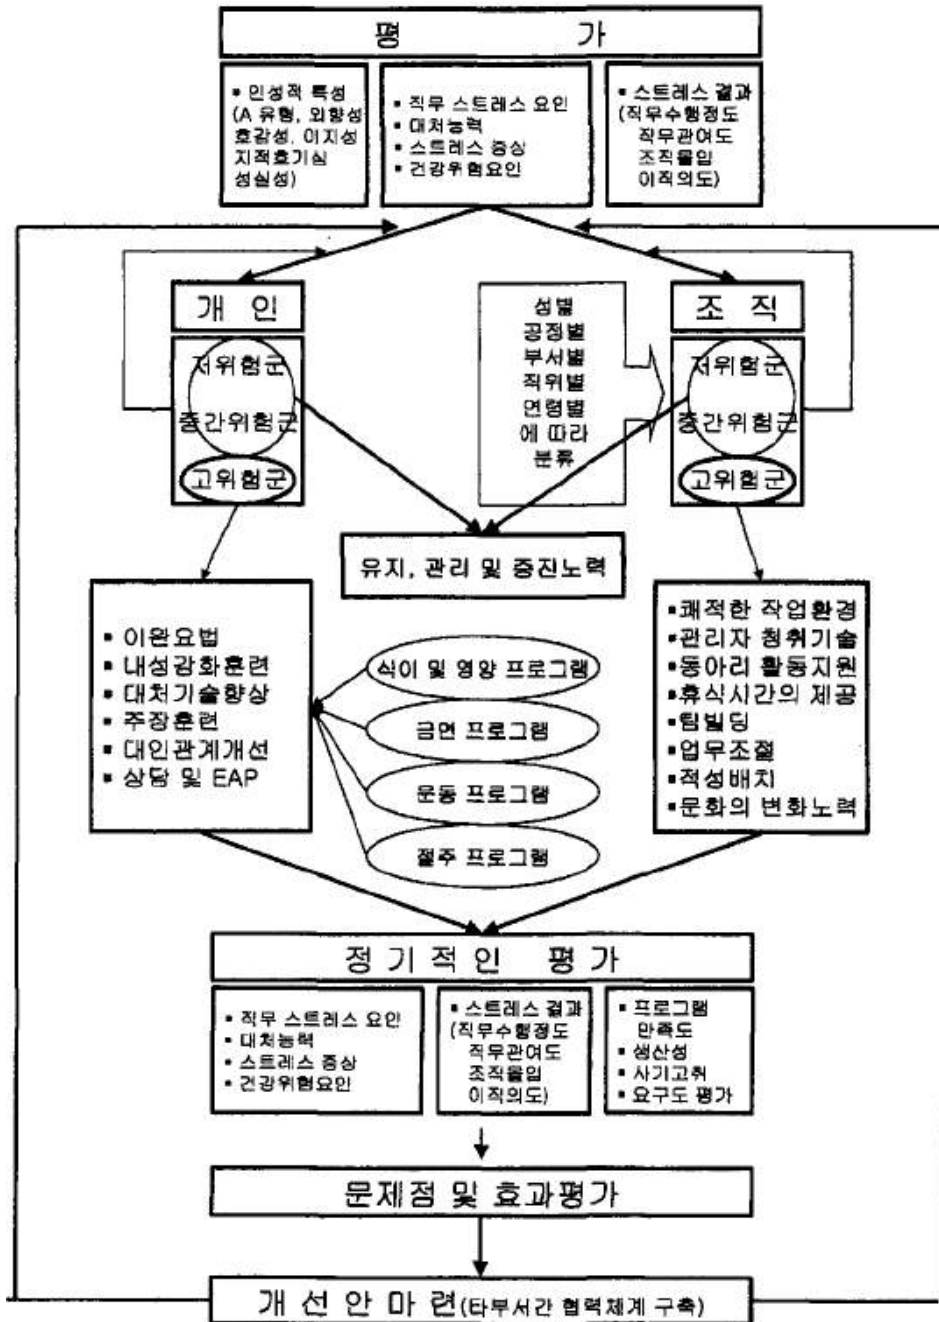 평 가
▪ 인성적 특성
(A 유형, 외향성
호감성, 이지성
지적호기심
성실성)
▪ 직무 스트레스 요인
▪ 대처능력
▪ 스트레스 증상
▪ 건강위험요인
▪ 스트레스 결과
(직무수행정도
직무관여도
조직몰입
이직의도)
개 인
저위험군
중간위험군
고위험군
성별
공정별
부서별
직위별
연령별
에 따라
분류
조 직
저위험군
중간위험군
고위험군
유지, 관리 및 증진노력
▪ 이완요법
▪ 내성강화훈련
▪ 대처기술향상
▪ 주장훈련
▪ 대인관계개선
▪ 상담 및 EAP
식이 및 영양 프로그램
금연 프로그램
운동 프로그램
절주 프로그램
▪쾌적한 작업환경
▪관리자 청취기술
▪동아리 활동지원
▪휴식시간의 제공
▪팀빌딩
▪업무조절
▪적성배치
▪문화의 변화노력
정 기 적 인 평 가
▪ 직무 스트레스 요인
▪ 대처능력
▪ 스트레스 증상
▪ 건강위험요인
▪ 스트레스 결과
(직무수행정도
직무관여도
조직몰입
이직의도)
▪ 프로그램
만족도
▪ 생산성
▪ 사기고취
▪ 요구도 평가
문제점 및 효과평가
개 선 안 마 련(타부서간 협력체계 구축)